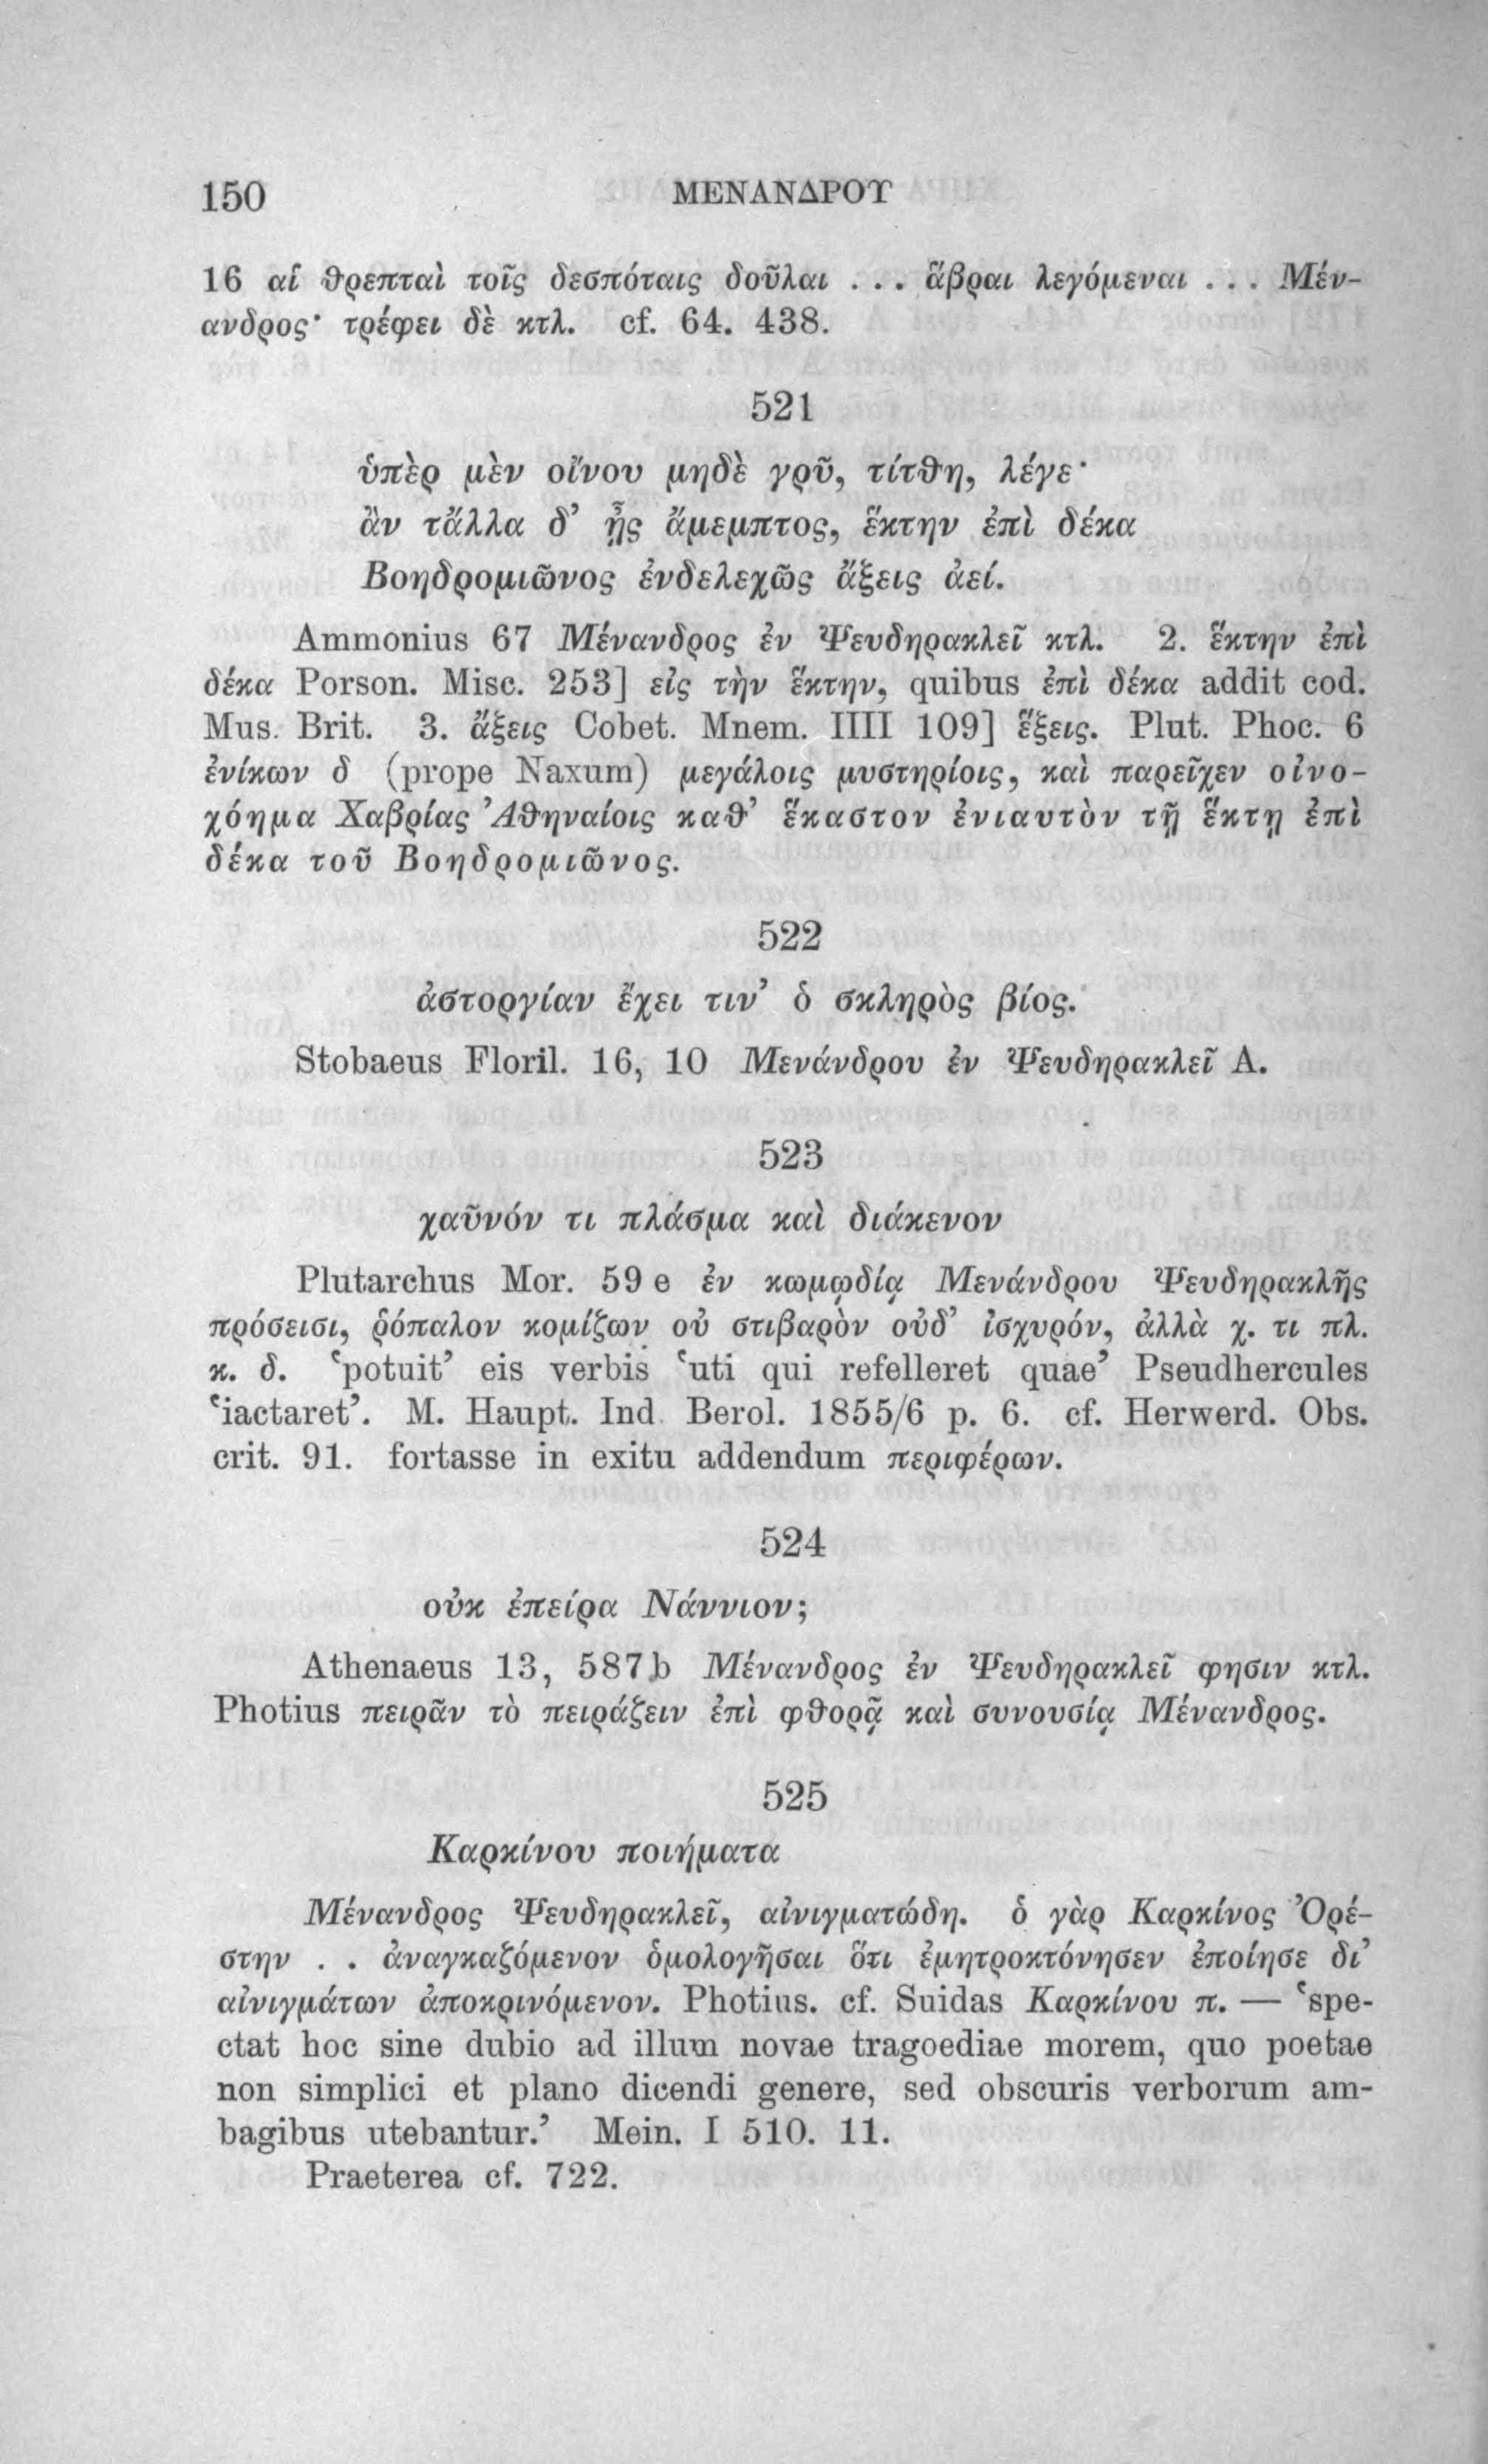 150 ΜΕΝΑΝΔΡΟΥ
16 αἱ θρεπταὶ τοῖς δεσπόταις δοῦλαι . . . ἅβραι λεγόμεναι . . . Μέν-
ανδρος· τρέφει δὲ κτλ. cf. 64. 438.
521
ὑπὲρ μὲν οἴνου μηδὲ γρῦ, τίτθη, λέγε·
ἂν τἄλλα δ’ ᾖς ἄμεμπτος, ἕκτην ἐπὶ δέκα
Βοηδρομιῶνος ἐνδελεχῶς ἄξεις ἀεί.
Ammonius 67 Μένανδρος ἐν Ψευδηρακλεῖ κτλ. 2. ἕκτην ἐπὶ
δέκα Porson. Misc. 253] εἰς τὴν ἕκτην, quibus ἐπὶ δέκα addit cod.
Mus. Brit. 3. ἄξεις Cobet. Mnem. IIII 109] ἕξεις. Plut. Phoc. 6
ἐνίκων δ (prope Naxum) μεγάλοις μυστηρίοις, καὶ παρεῖχεν οἰνο-
χόημα Χαβρίας Ἀθηναίοις καθ’ ἕκαστον ἐνιαυτὸν τῇ ἕκτῃ ἐπὶ
δέκα τοῦ Βοηδρομιῶνος.
522
ἀστοργίαν ἔχει τιν’ ὁ σκληρὸς βίος.
Stobaeus Floril. 16, 10 Μενάνδρου ἐν Ψευδηρακλεῖ A.
523
χαῦνόν τι πλάσμα καὶ διάκενον
Plutarchus Mor. 59 e ἐν κωμῳδίᾳ Μενάνδρου Ψευδηρακλῆς
πρόσεισι, ῥόπαλον κομίζων οὐ στιβαρὸν οὐδ’ ἰσχυρόν, ἀλλὰ χ. τι πλ.
κ. δ. ‘potuit’ eis verbis ‘uti qui refelleret quae’ Pseudhercules
‘iactaret’. M. Haupt. Ind. Berol. 1855/6 p. 6. cf. Herwerd. Obs.
crit. 91. fortasse in exitu addendum περιφέρων.
524
οὐκ ἐπείρα Νάννιον;
Athenaeus 13, 587 b Μένανδρος ἐν Ψευδηρακλεῖ φησιν κτλ.
Photius πειρᾶν τὸ πειράζειν ἐπὶ φθορᾷ καὶ συνουσίᾳ Μένανδρος.
525
Καρκίνου ποιήματα
Μένανδρος Ψευδηρακλεῖ, αἰνιγματώδη. ὁ γὰρ Καρκίνος Ὀρέ-
στην . . ἀναγκαζόμενον ὁμολογῆσαι ὅτι ἐμητροκτόνησεν ἐποίησε δι’
αἰνιγμάτων ἀποκρινόμενον. Photius. cf. Suidas Καρκίνου π. — ‘spe-
ctat hoc sine dubio ad illum novae tragoediae morem, quo poetae
non simplici et plano dicendi genere, sed obscuris verborum am-
bagibus utebantur.’ Mein. I 510. 11.
Praeterea cf. 722.